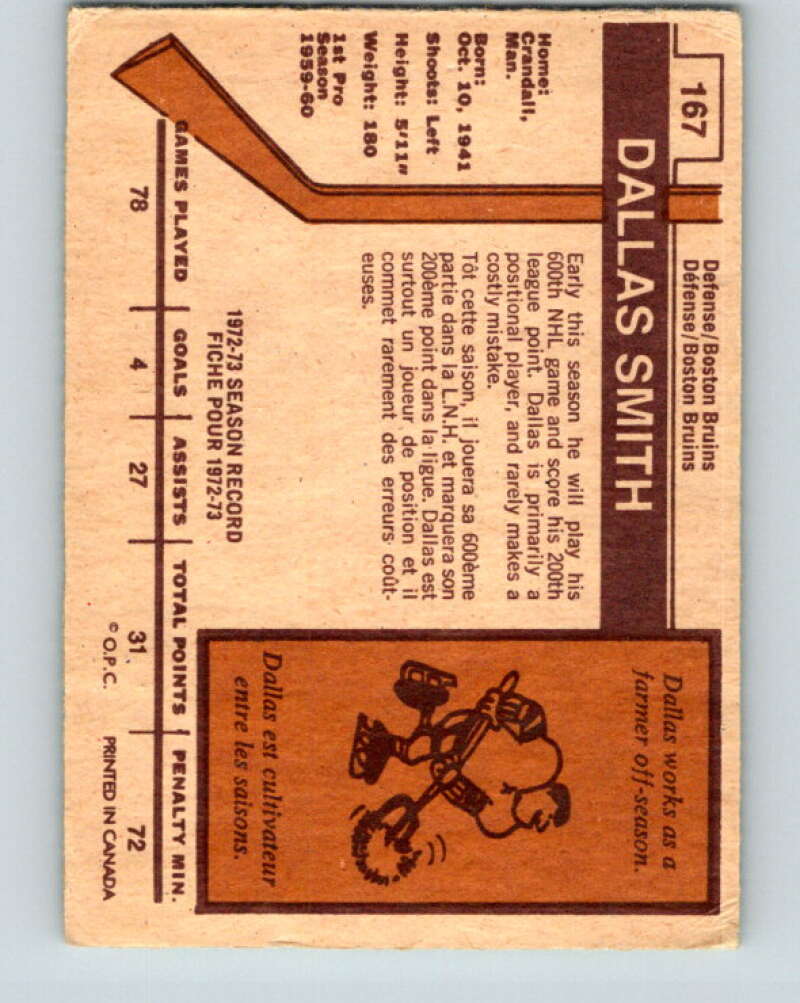 167
Defense/Boston Bruins
Défense/Boston Bruins
DALLAS SMITH
Home:
Crandall,
Man.
Born:
Oct. 10, 1941
Shoots: Left
Height: 5'11"
Weight: 180
1st Pro
Season
1959-60
Early this season he will play his
600th NHL game and score his 200th
league point. Dallas is primarily a
positional player, and rarely makes a
costly mistake.
Tôt cette saison, il jouera sa 600ème
partie dans la L.N.H. et marquera son
200ème point dans la ligue. Dallas est
surtout un joueur de position et il
commet rarement des erreurs coût-
euses.
Dallas works as a
farmer off-season.
Dallas est cultivateur
entre les saisons.
1972-73 SEASON RECORD
FICHE POUR 1972-73
GAMES PLAYED GOALS ASSISTS TOTAL POINTS PENALTY MIN.
78 4 27 31 72
© O.P.C. PRINTED IN CANADA